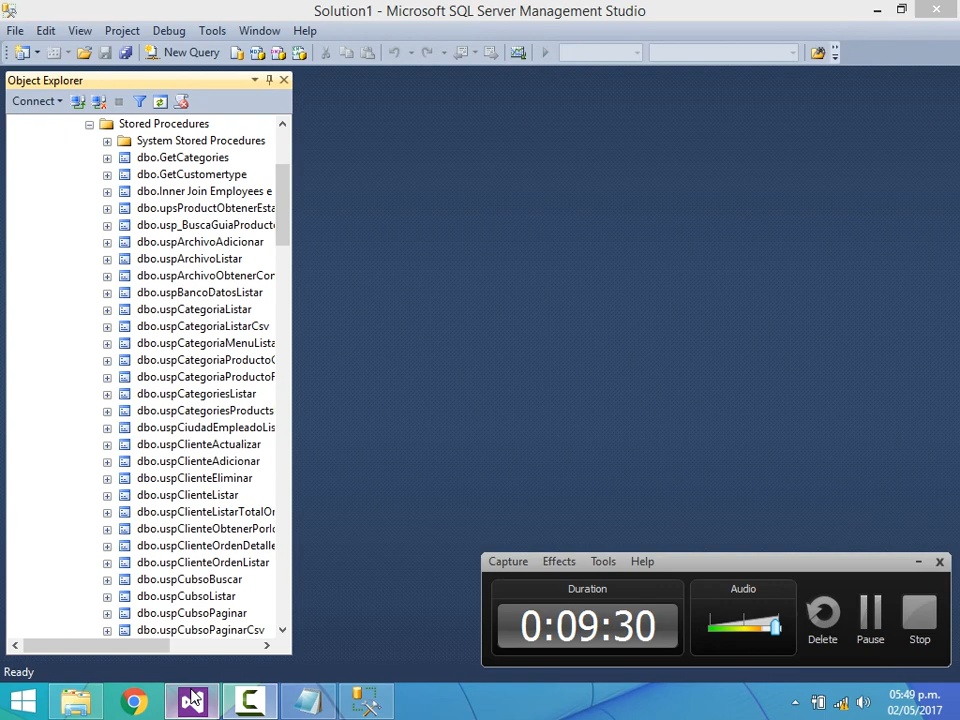 Solution1 - Microsoft SQL Server Management Studio
File Edit View Project Debug Tools Window Help
New Query
Object Explorer
Connect
Stored Procedures
System Stored Procedures
dbo.GetCategories
dbo.GetCustomertype
dbo.Inner Join Employees e
dbo.upsProductObtenerEsta
dbo.usp_BuscaGuiaProducto
dbo.uspArchivoAdicionar
dbo.uspArchivoListar
dbo.uspArchivoObtenerCon
dbo.uspBancoDatosListar
dbo.uspCategoriaListar
dbo.uspCategoriaListarCsv
dbo.uspCategoriaMenuLista
dbo.uspCategoriaProductoC
dbo.uspCategoriaProductoF
dbo.uspCategoriesListar
dbo.uspCategoriesProducts
dbo.uspCiudadEmpleadoLis
dbo.uspClienteActualizar
dbo.uspClienteAdicionar
dbo.uspClienteEliminar
dbo.uspClienteListar
dbo.uspClienteListarTotalOr
dbo.uspClienteObtenerPorId
dbo.uspClienteOrdenDetalle
dbo.uspClienteOrdenListar
dbo.uspCubsoBuscar
dbo.uspCubsoListar
dbo.uspCubsoPaginar
dbo.uspCubsoPaginarCsv
Capture Effects Tools Help
Duration
0:09:30
Audio
Delete Pause Stop
Ready
05:49 p.m.
02/05/2017